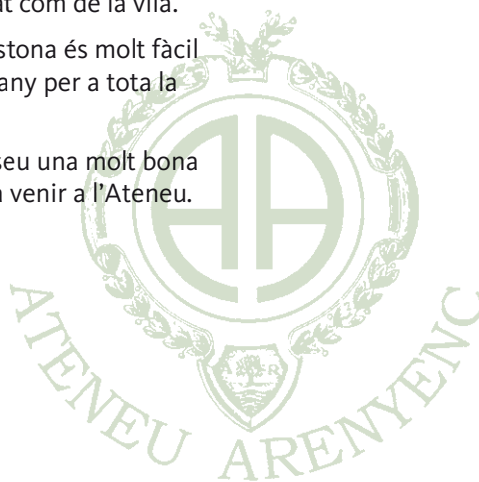 at com de la vila.
stona és molt fàcil
any per a tota la
seu una molt bona
a venir a l'Ateneu.
ATENEU ARENYENC